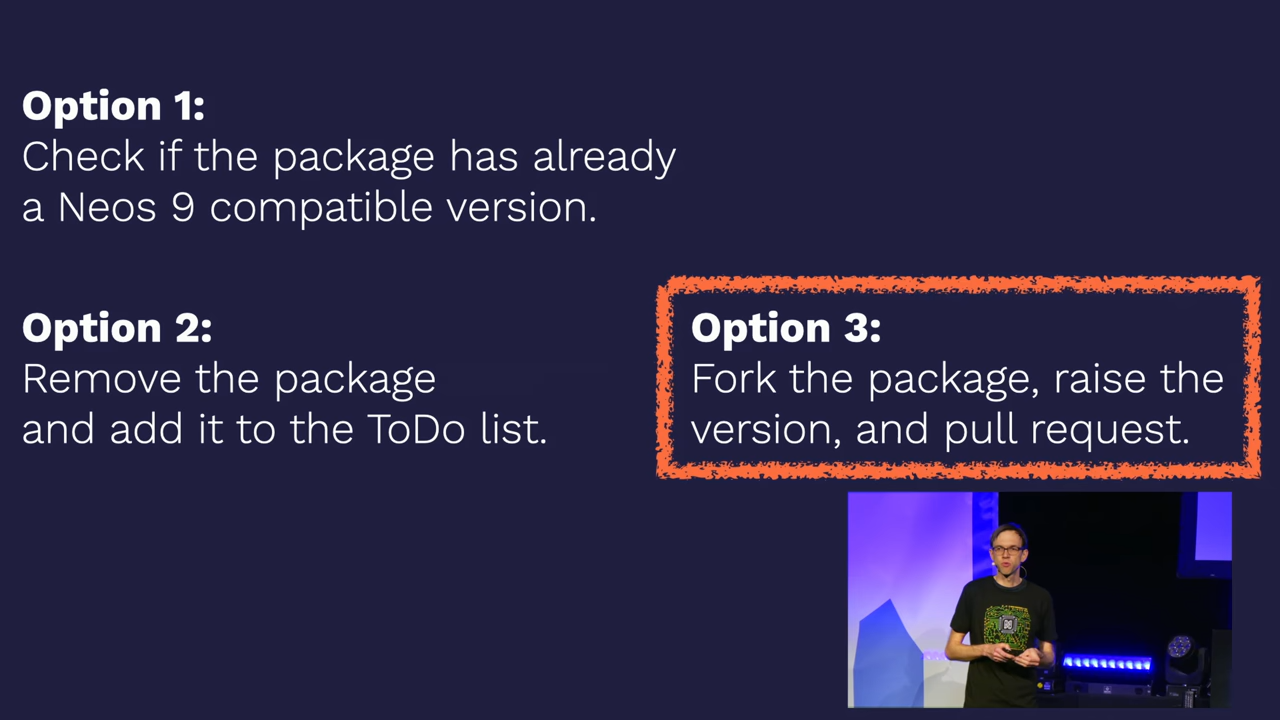 Option 1:
Check if the package has already
a Neos 9 compatible version.
Option 2:
Remove the package
and add it to the ToDo list.
Option 3:
Fork the package, raise the
version, and pull request.